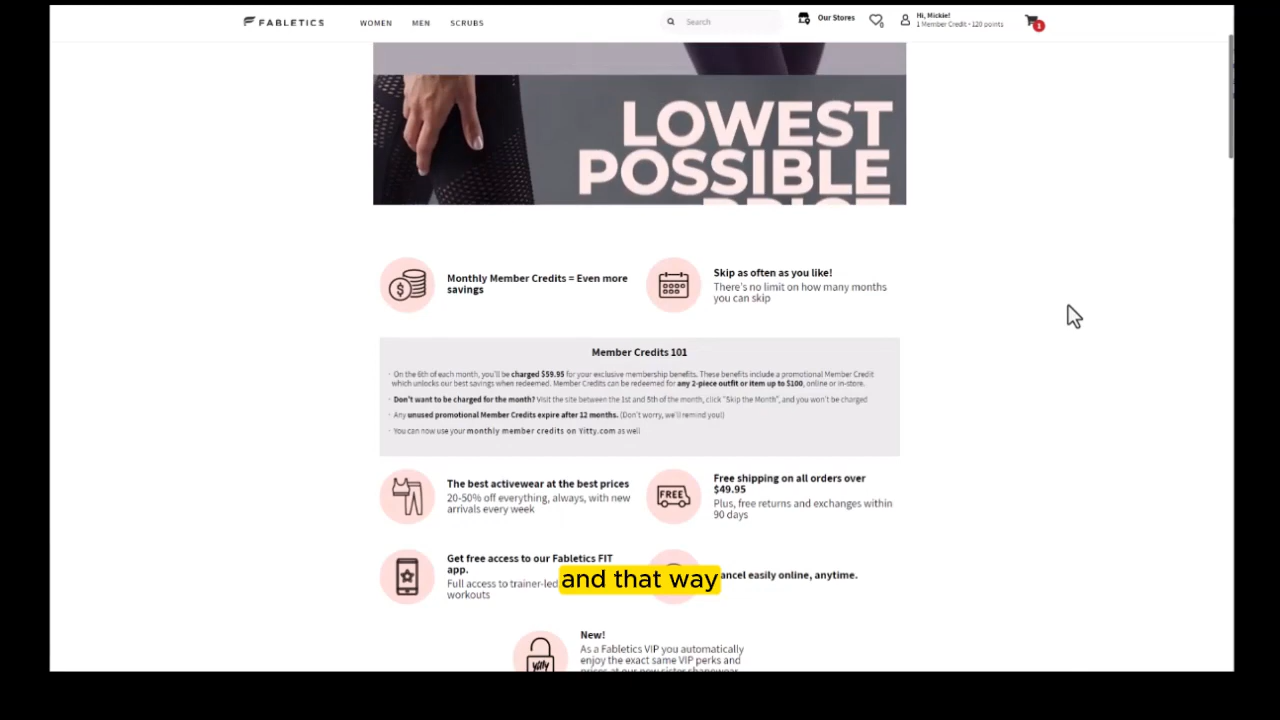 FABLETICS
WOMEN MEN SCRUBS
Search
Our Stores
0
Hi, Mickie!
1 Member Credit • 120 points
1
LOWEST
POSSIBLE
PRICE
Monthly Member Credits = Even more
savings
Skip as often as you like!
There's no limit on how many months
you can skip
Member Credits 101
· On the 6th of each month, you'll be charged $59.95 for your exclusive membership benefits. These benefits include a promotional Member Credit
which unlocks our best savings when redeemed. Member Credits can be redeemed for any 2-piece outfit or item up to $100, online or in-store.
· Don't want to be charged for the month? Visit the site between the 1st and 5th of the month, click "Skip the Month", and you won't be charged
· Any unused promotional Member Credits expire after 12 months. (Don't worry, we'll remind you!)
· You can now use your monthly member credits on Yitty.com as well
The best activewear at the best prices
20-50% off everything, always, with new
arrivals every week
FREE
Free shipping on all orders over
$49.95
Plus, free returns and exchanges within
90 days
Get free access to our Fabletics FIT
app.
Full access to trainer-led
workouts
and that way
ancel easily online, anytime.
Yitty
New!
As a Fabletics VIP you automatically
enjoy the exact same VIP perks and
prices at our new sister shapewear